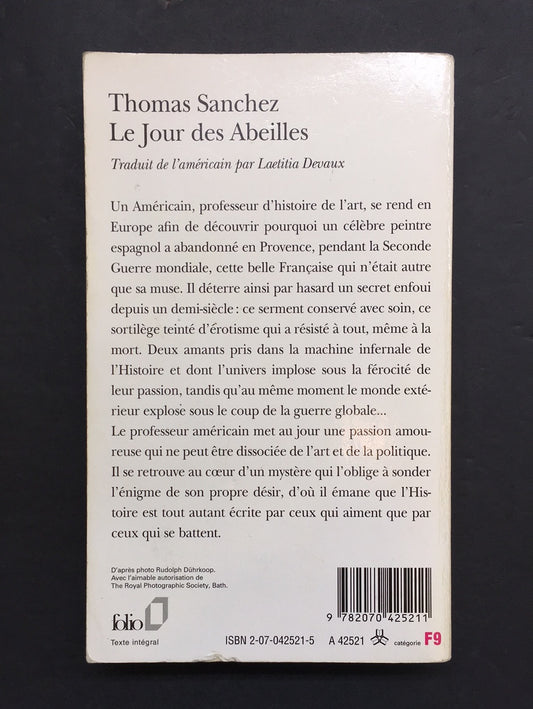 Thomas Sanchez
Le Jour des Abeilles
Traduit de l'américain par Laetitia Devaux
Un Américain, professeur d'histoire de l'art, se rend en
Europe afin de découvrir pourquoi un célèbre peintre
espagnol a abandonné en Provence, pendant la Seconde
Guerre mondiale, cette belle Française qui n'était autre
que sa muse. Il déterre ainsi par hasard un secret enfoui
depuis un demi-siècle : ce serment conservé avec soin, ce
sortilège teinté d'érotisme qui a résisté à tout, même à la
mort. Deux amants pris dans la machine infernale de
l'Histoire et dont l'univers implose sous la férocité de
leur passion, tandis qu'au même moment le monde exté-
rieur explose sous le coup de la guerre globale...
Le professeur américain met au jour une passion amou-
reuse qui ne peut être dissociée de l'art et de la politique.
Il se retrouve au cœur d'un mystère qui l'oblige à sonder
l'énigme de son propre désir, d'où il émane que l'His-
toire est tout autant écrite par ceux qui aiment que par
ceux qui se battent.
D'après photo Rudolph Dührkoop.
Avec l'aimable autorisation de
The Royal Photographic Society, Bath.
folio
Texte intégral
9 782070 425211
ISBN 2-07-042521-5 A 42521 catégorie F9